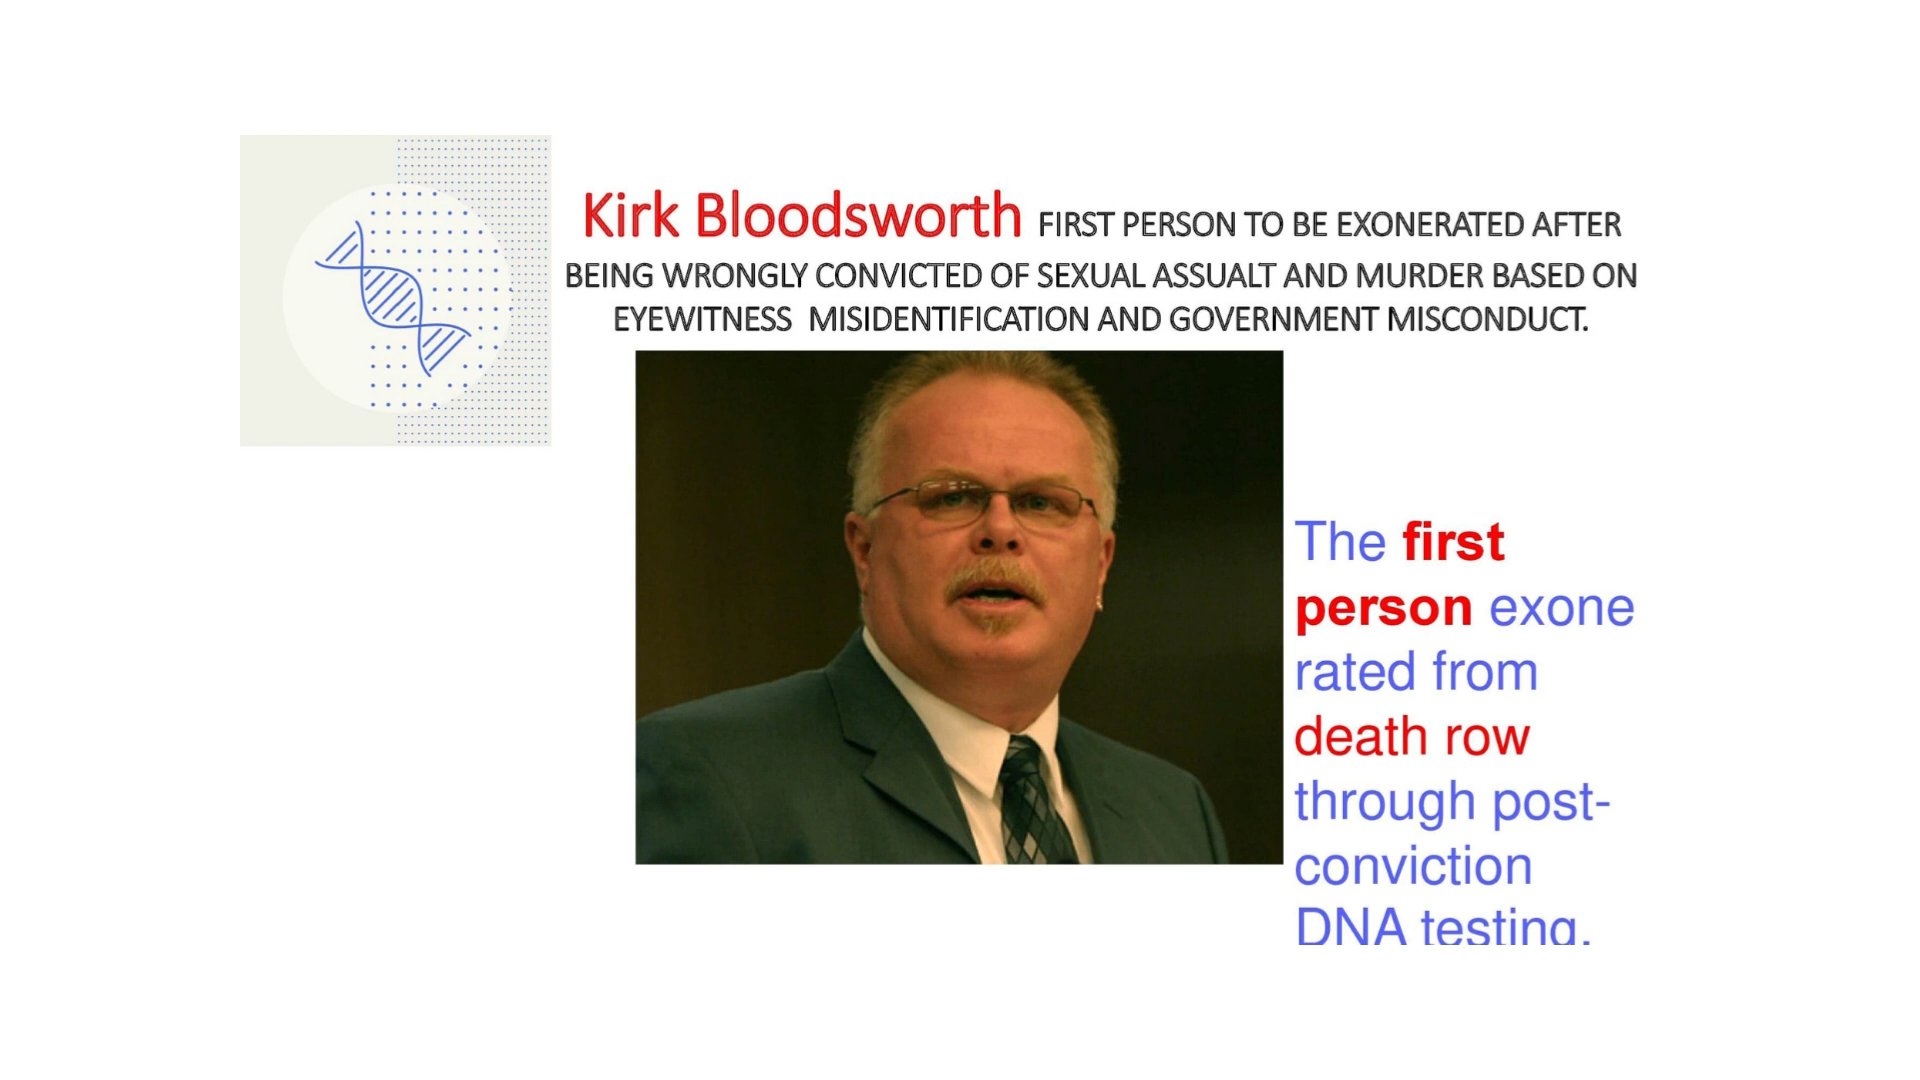 Kirk Bloodsworth FIRST PERSON TO BE EXONERATED AFTER
BEING WRONGLY CONVICTED OF SEXUAL ASSUALT AND MURDER BASED ON
EYEWITNESS MISIDENTIFICATION AND GOVERNMENT MISCONDUCT.
The first
person exone
rated from
death row
through post-
conviction
DNA testing.